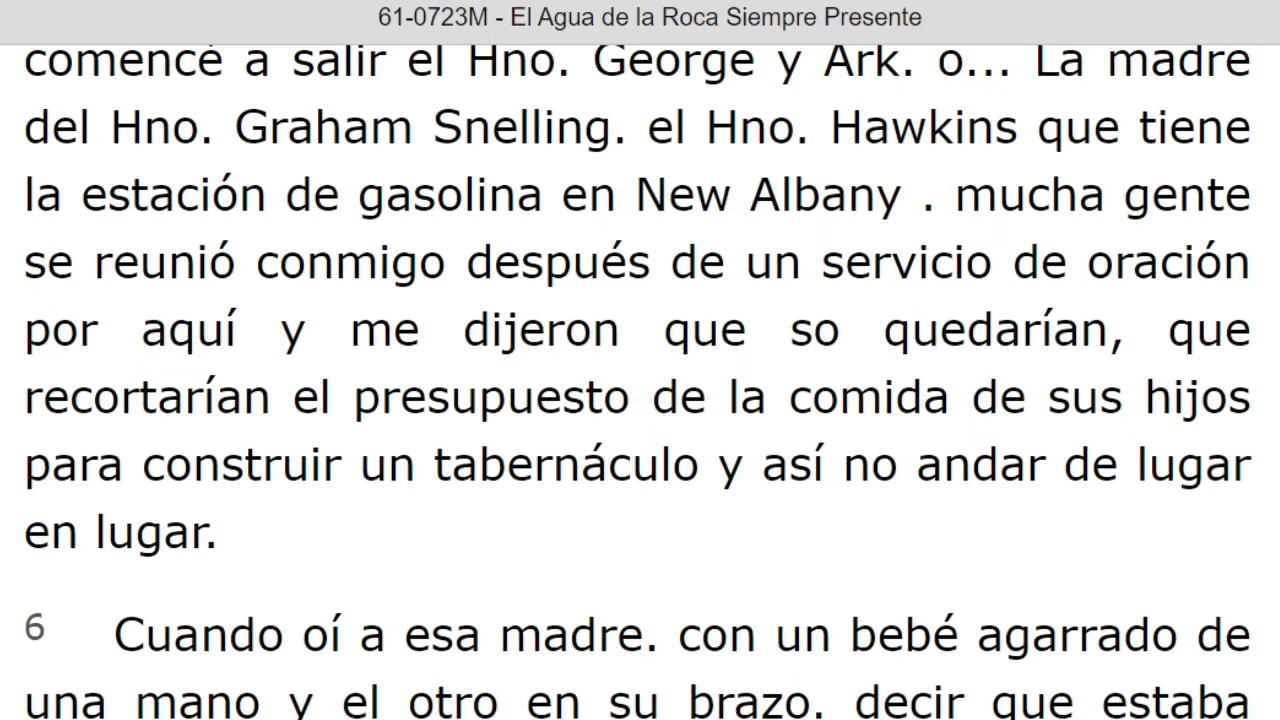 61-0723M - El Agua de la Roca Siempre Presente
comencé a salir el Hno. George y Ark. o... La madre
del Hno. Graham Snelling. el Hno. Hawkins que tiene
la estación de gasolina en New Albany . mucha gente
se reunió conmigo después de un servicio de oración
por aquí y me dijeron que so quedarían, que
recortarían el presupuesto de la comida de sus hijos
para construir un tabernáculo y así no andar de lugar
en lugar.
6 Cuando oí a esa madre. con un bebé agarrado de
una mano y el otro en su brazo. decir que estaba